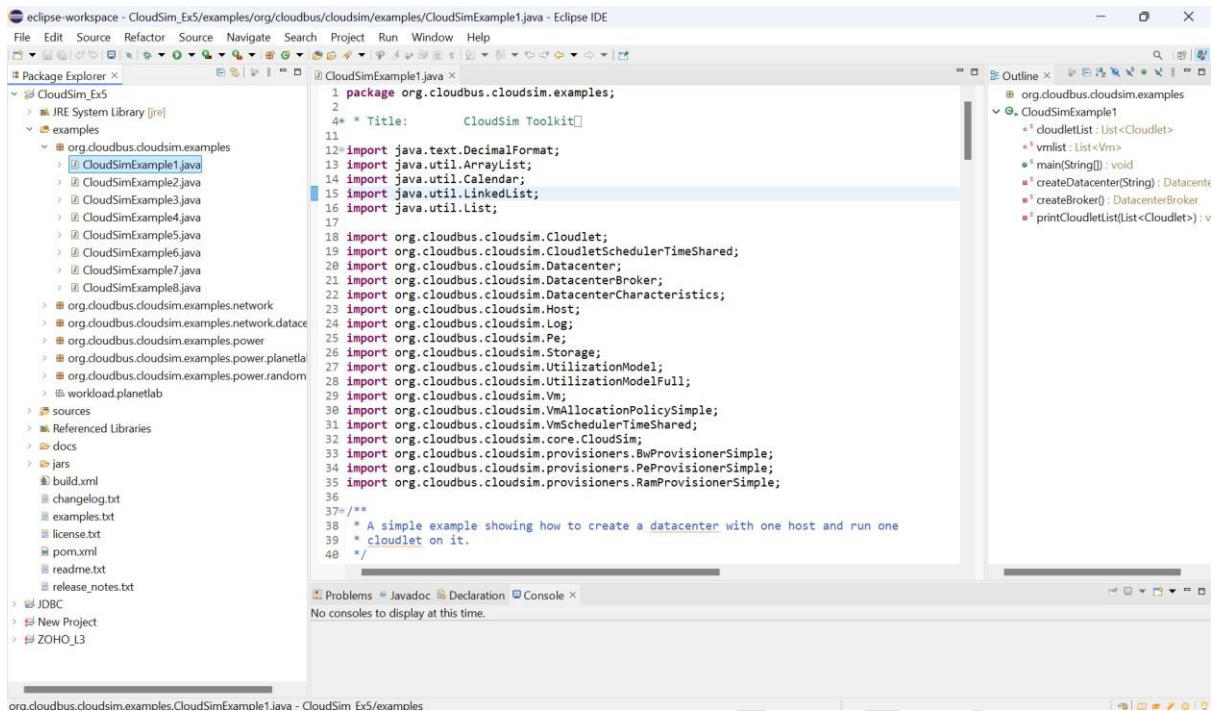 eclipse-workspace - CloudSim_Ex5/examples/org/cloudbus/cloudsim/examples/CloudSimExample1.java - Eclipse IDE
File Edit Source Refactor Source Navigate Search Project Run Window Help
Package Explorer ×
CloudSim_Ex5
JRE System Library [jre]
examples
org.cloudbus.cloudsim.examples
CloudSimExample1.java
CloudSimExample2.java
CloudSimExample3.java
CloudSimExample4.java
CloudSimExample5.java
CloudSimExample6.java
CloudSimExample7.java
CloudSimExample8.java
org.cloudbus.cloudsim.examples.network
org.cloudbus.cloudsim.examples.network.datace
org.cloudbus.cloudsim.examples.power
org.cloudbus.cloudsim.examples.power.planetla
org.cloudbus.cloudsim.examples.power.random
workload.planetlab
sources
Referenced Libraries
docs
jars
build.xml
changelog.txt
examples.txt
license.txt
pom.xml
readme.txt
release_notes.txt
JDBC
New Project
ZOHO_L3
CloudSimExample1.java ×
1 package org.cloudbus.cloudsim.examples;
2
4 * Title: CloudSim Toolkit
11
12 import java.text.DecimalFormat;
13 import java.util.ArrayList;
14 import java.util.Calendar;
15 import java.util.LinkedList;
16 import java.util.List;
17
18 import org.cloudbus.cloudsim.Cloudlet;
19 import org.cloudbus.cloudsim.CloudletSchedulerTimeShared;
20 import org.cloudbus.cloudsim.Datacenter;
21 import org.cloudbus.cloudsim.DatacenterBroker;
22 import org.cloudbus.cloudsim.DatacenterCharacteristics;
23 import org.cloudbus.cloudsim.Host;
24 import org.cloudbus.cloudsim.Log;
25 import org.cloudbus.cloudsim.Pe;
26 import org.cloudbus.cloudsim.Storage;
27 import org.cloudbus.cloudsim.UtilizationModel;
28 import org.cloudbus.cloudsim.UtilizationModelFull;
29 import org.cloudbus.cloudsim.Vm;
30 import org.cloudbus.cloudsim.VmAllocationPolicySimple;
31 import org.cloudbus.cloudsim.VmSchedulerTimeShared;
32 import org.cloudbus.cloudsim.core.CloudSim;
33 import org.cloudbus.cloudsim.provisioners.BwProvisionerSimple;
34 import org.cloudbus.cloudsim.provisioners.PeProvisionerSimple;
35 import org.cloudbus.cloudsim.provisioners.RamProvisionerSimple;
36
37 /**
38 * A simple example showing how to create a datacenter with one host and run one
39 * cloudlet on it.
40 */
Outline ×
org.cloudbus.cloudsim.examples
CloudSimExample1
cloudletList : List<Cloudlet>
vmlist : List<Vm>
main(String[]) : void
createDatacenter(String) : Datacente
createBroker() : DatacenterBroker
printCloudletList(List<Cloudlet>) : v
Problems Javadoc Declaration Console ×
No consoles to display at this time.
org.cloudbus.cloudsim.examples.CloudSimExample1.java - CloudSim_Ex5/examples